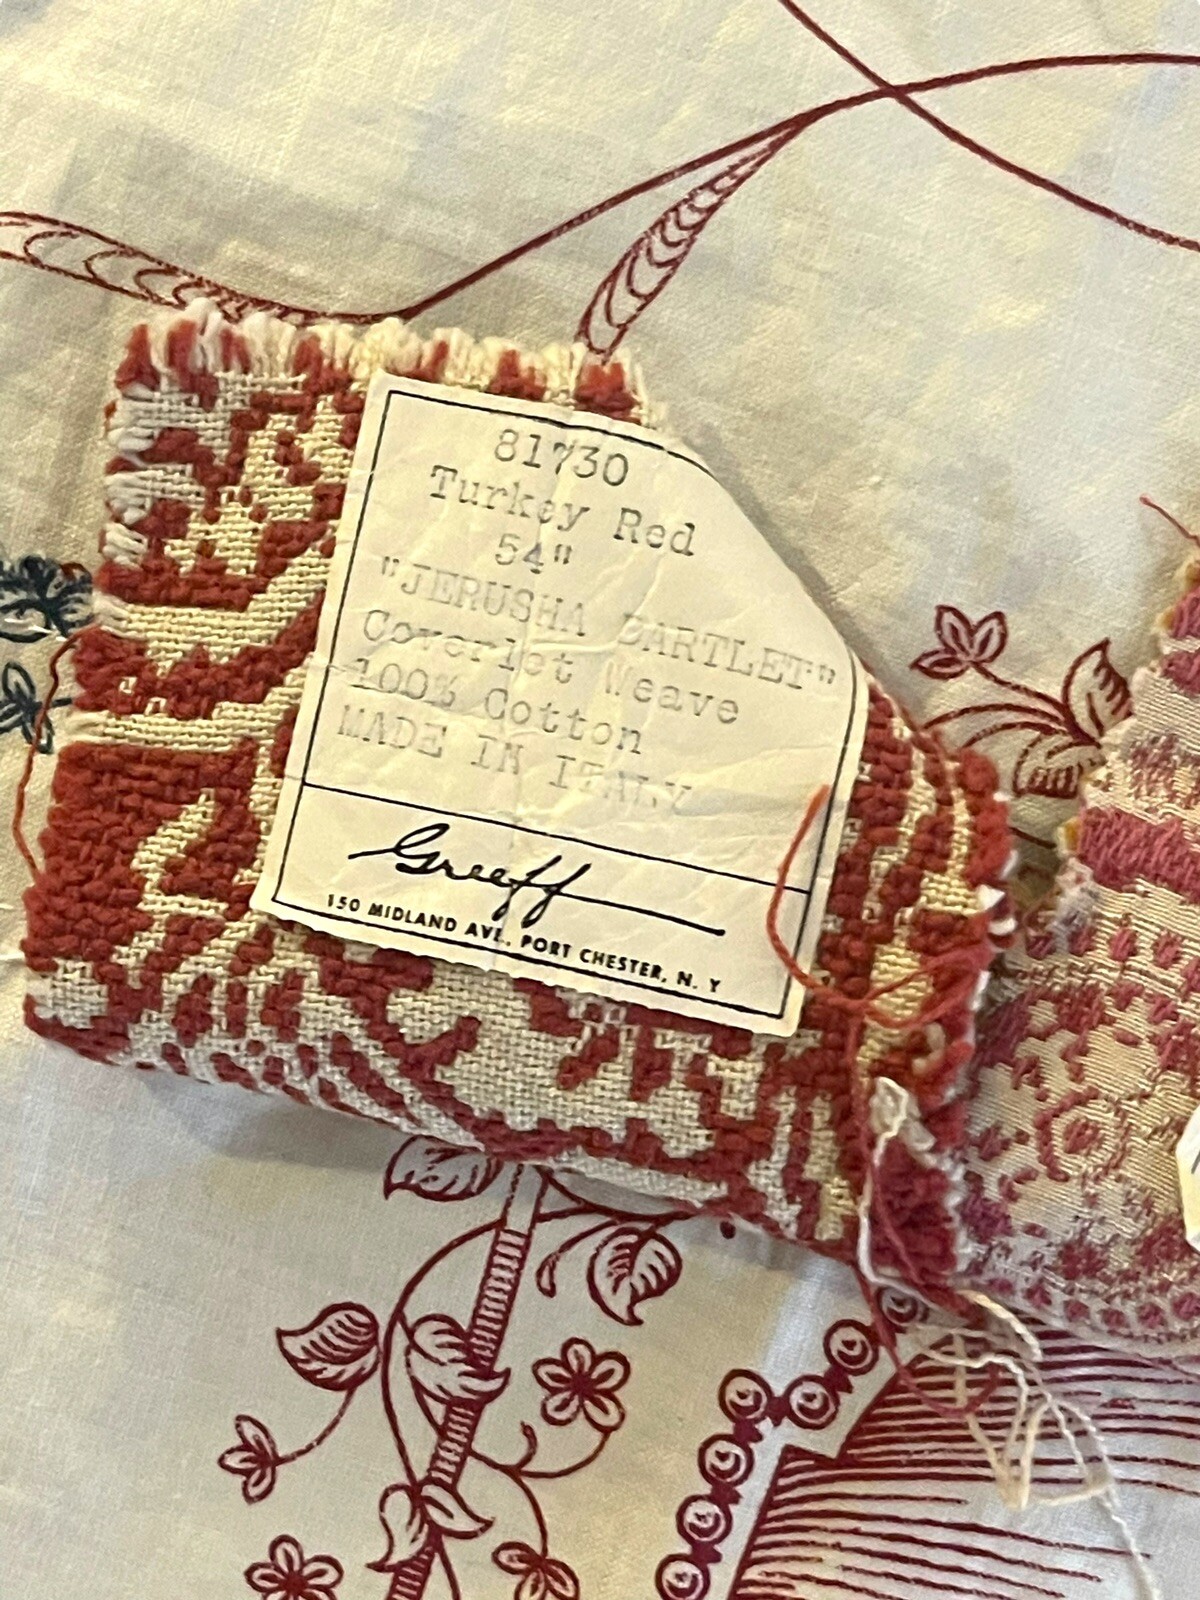 81730
Turkey Red
54"
"JERUSHA BARTLET"
Coverlet Weave
100% Cotton
MADE IN ITALY
Greeff
150 MIDLAND AVE. PORT CHESTER, N. Y